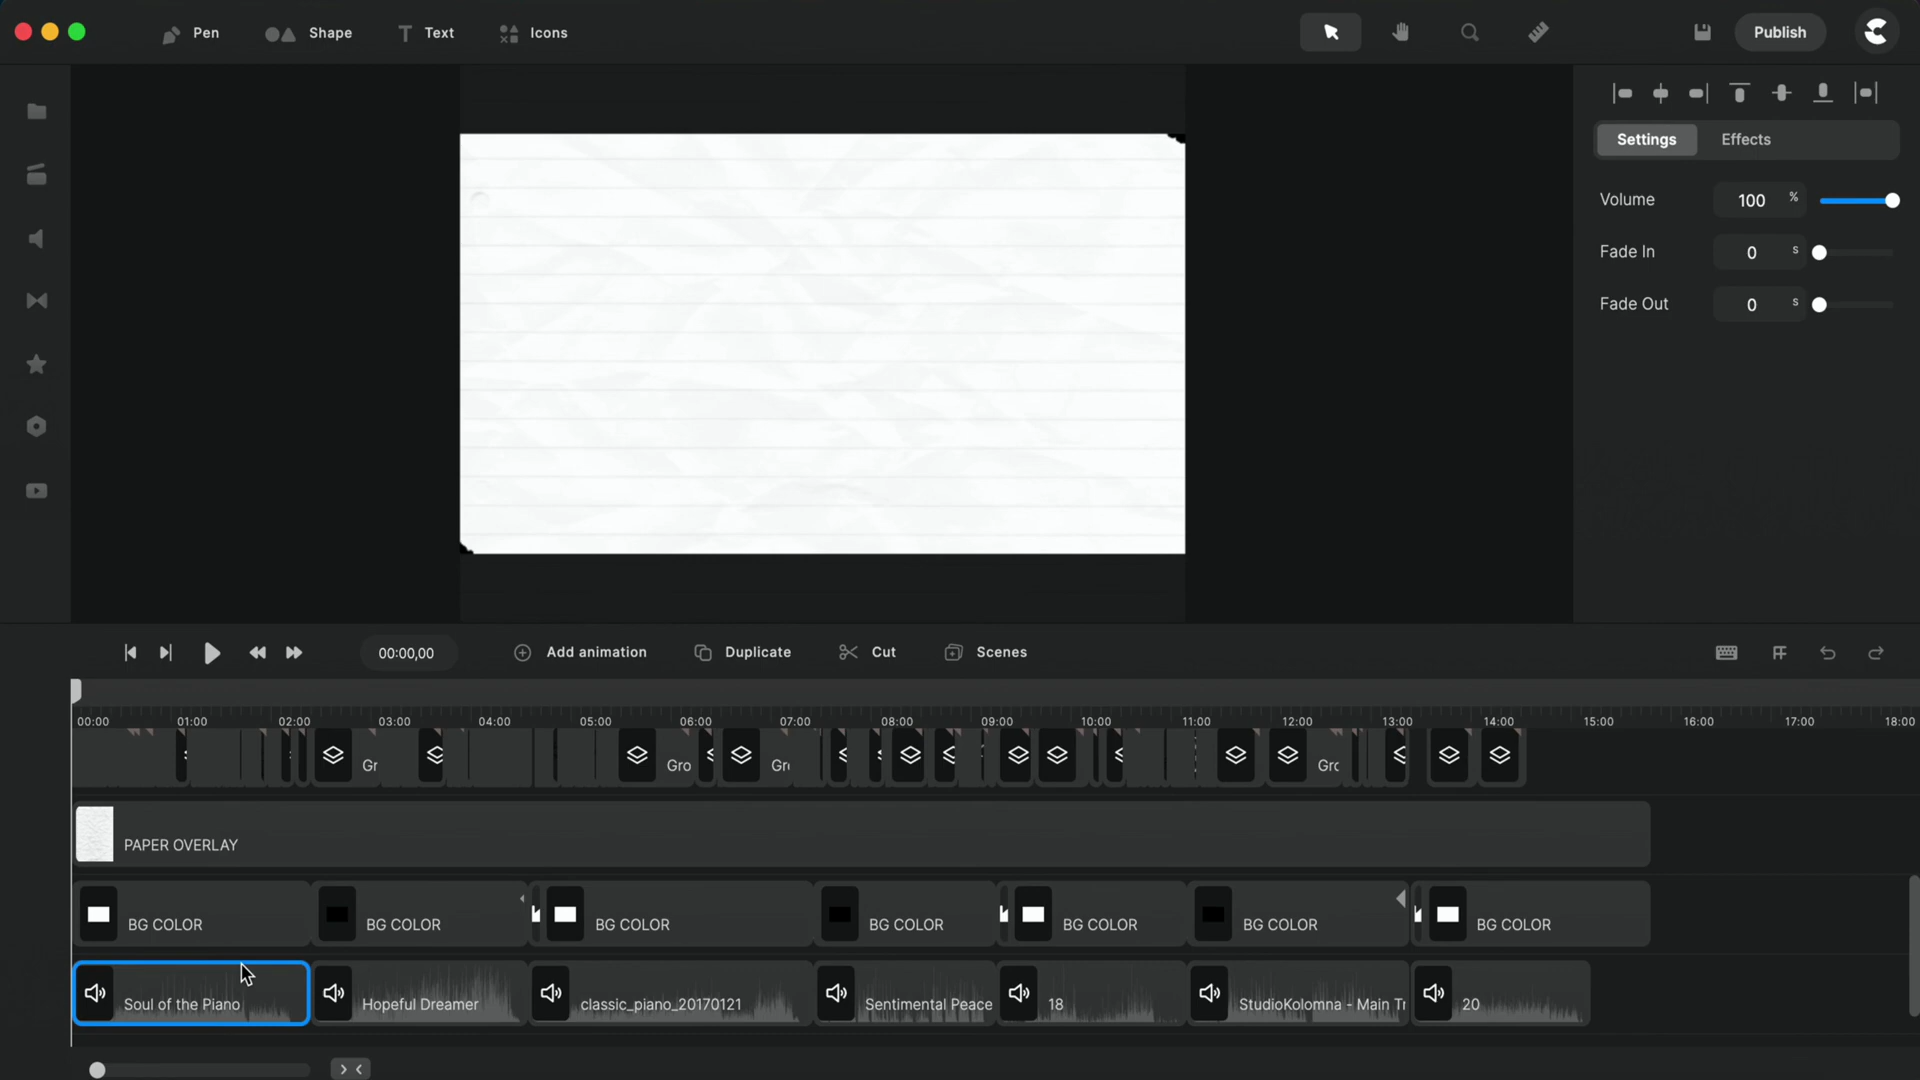 Pen Shape Text Icons Publish
Settings Effects
Volume 100 %
Fade In 0 s
Fade Out 0 s
00:00,00 Add animation Duplicate Cut Scenes
00:00 01:00 02:00 03:00 04:00 05:00 06:00 07:00 08:00 09:00 10:00 11:00 12:00 13:00 14:00 15:00 16:00 17:00 18:00
Gr Gro Gr Grc
PAPER OVERLAY
BG COLOR BG COLOR BG COLOR BG COLOR BG COLOR BG COLOR BG COLOR
Soul of the Piano Hopeful Dreamer classic_piano_20170121 Sentimental Peace 18 StudioKolomna - Main Tr 20